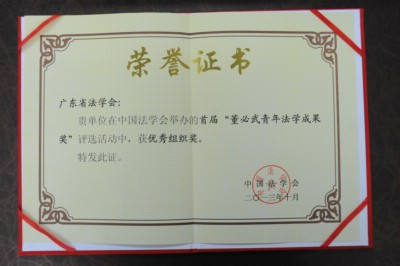 荣誉证书
广东省法学会：
贵单位在中国法学会举办的首届“董必武青年法学成果
奖”评选活动中，获优秀组织奖。
特发此证。
中国法学会
二〇一三年十月